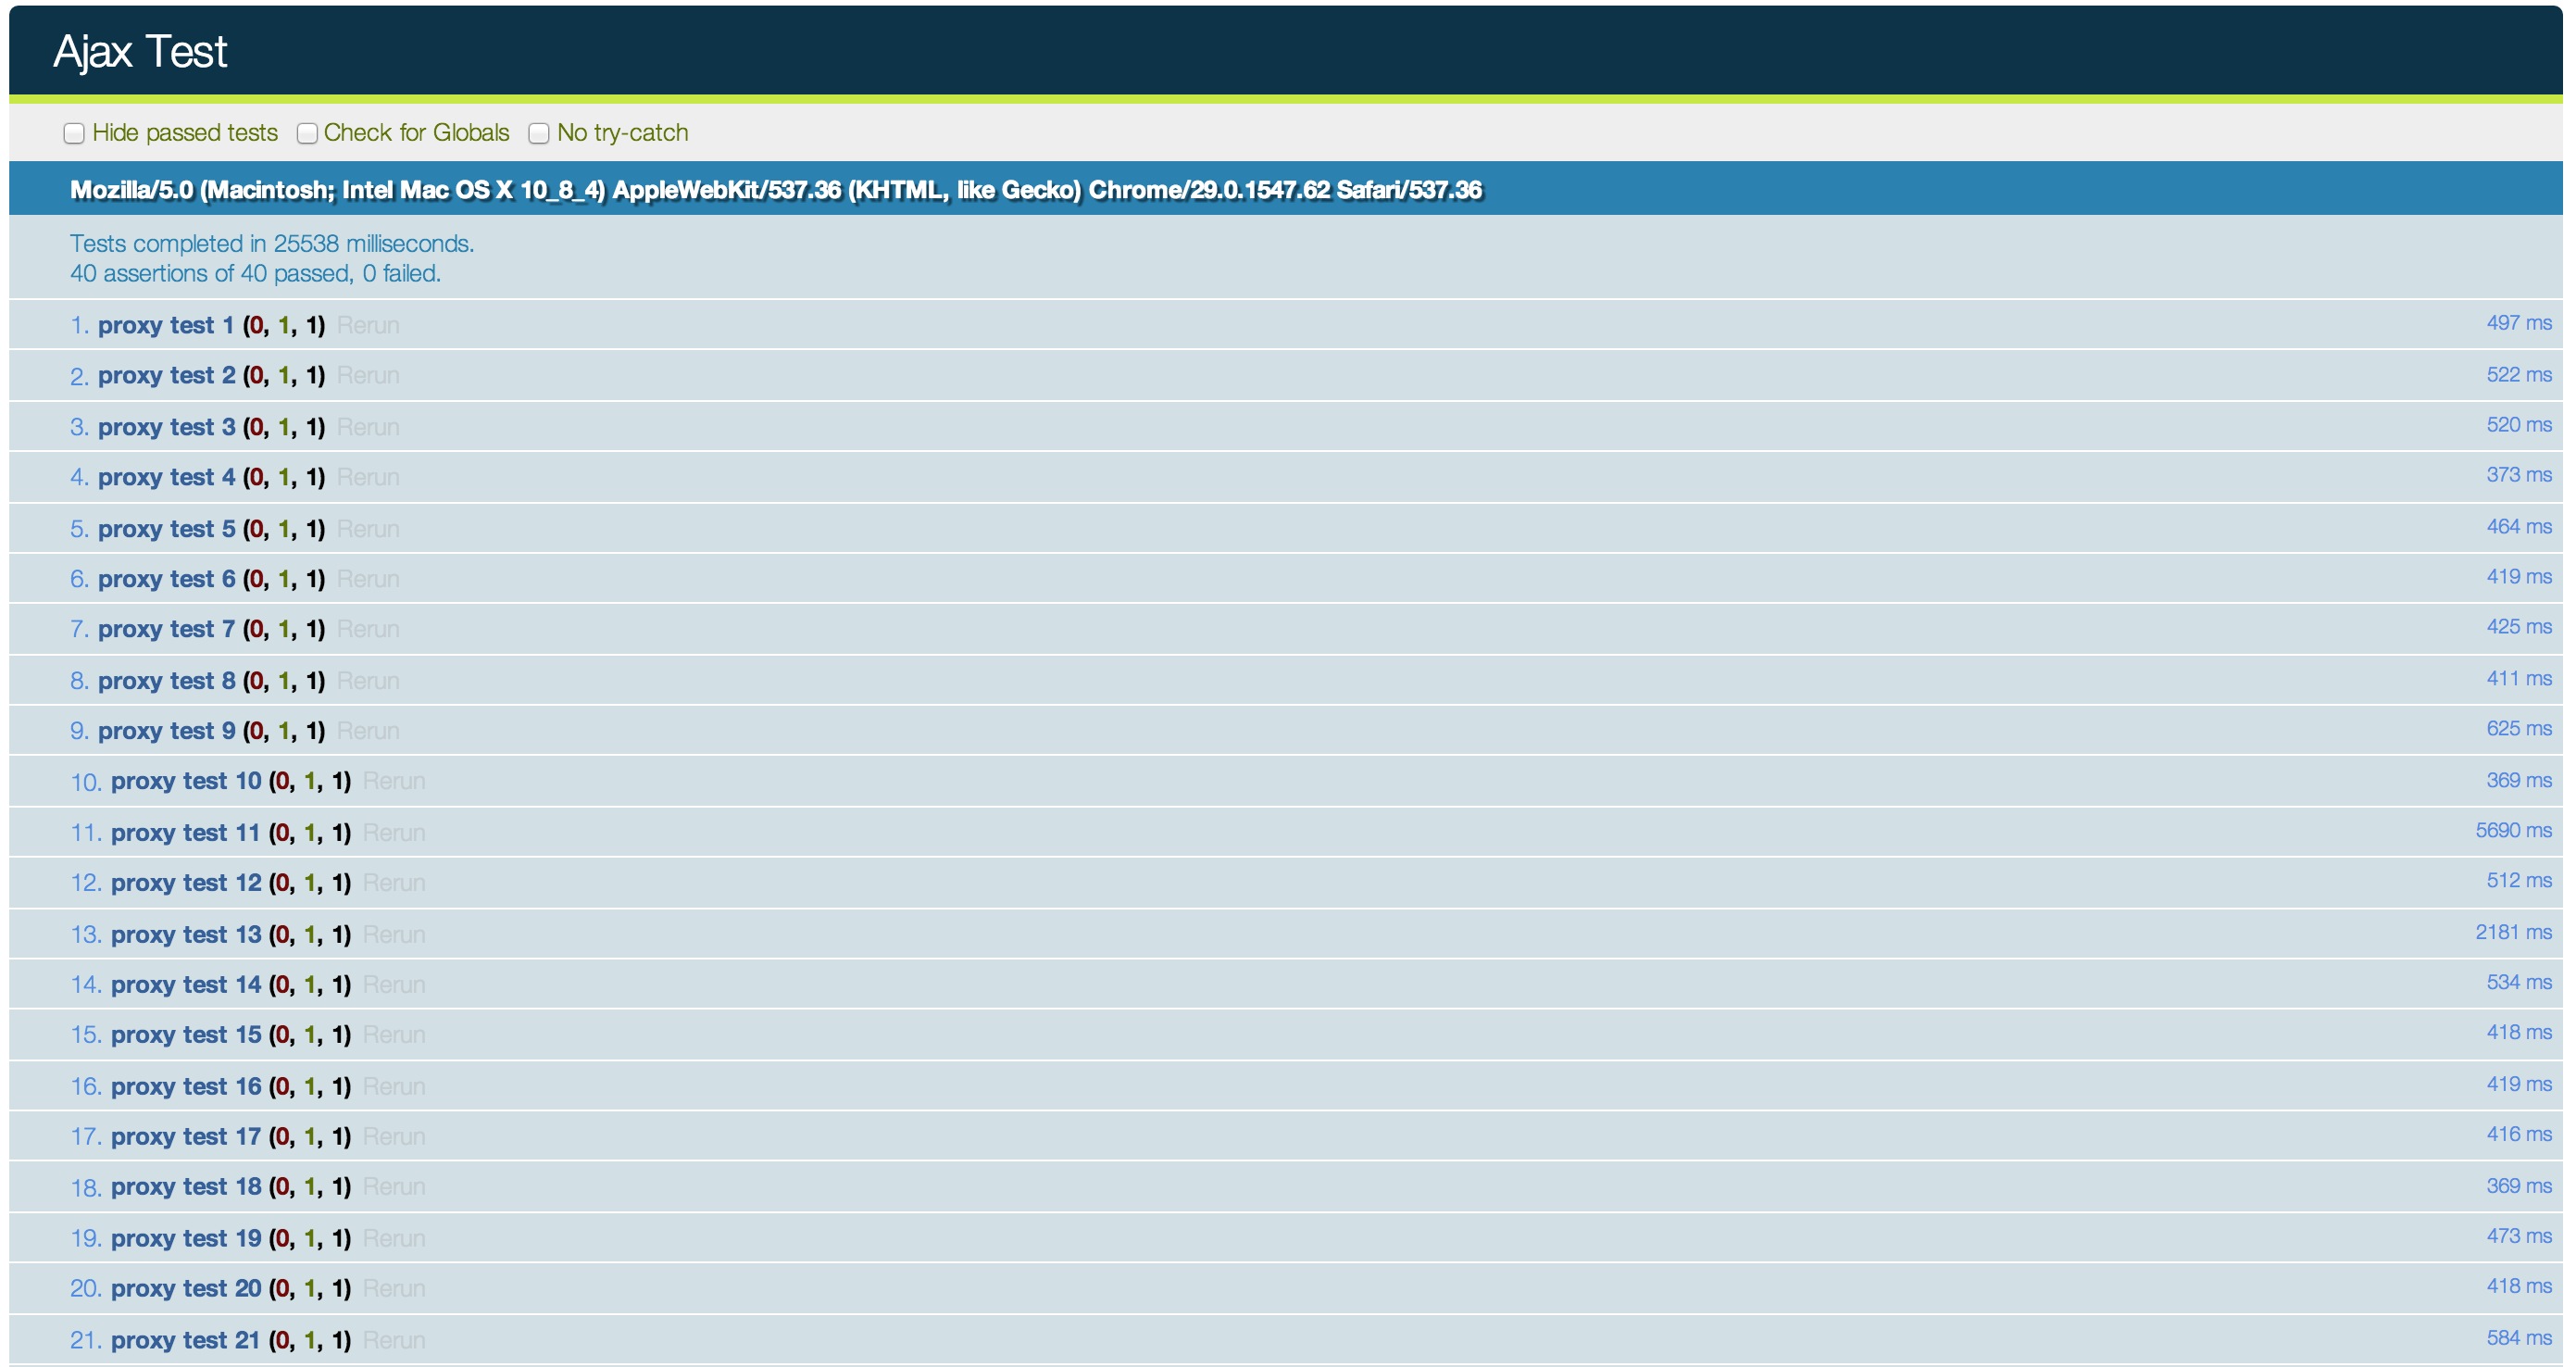 Ajax Test
Hide passed tests Check for Globals No try-catch
Mozilla/5.0 (Macintosh; Intel Mac OS X 10_8_4) AppleWebKit/537.36 (KHTML, like Gecko) Chrome/29.0.1547.62 Safari/537.36
Tests completed in 25538 milliseconds.
40 assertions of 40 passed, 0 failed.
1. proxy test 1 (0, 1, 1) Rerun 497 ms
2. proxy test 2 (0, 1, 1) Rerun 522 ms
3. proxy test 3 (0, 1, 1) Rerun 520 ms
4. proxy test 4 (0, 1, 1) Rerun 373 ms
5. proxy test 5 (0, 1, 1) Rerun 464 ms
6. proxy test 6 (0, 1, 1) Rerun 419 ms
7. proxy test 7 (0, 1, 1) Rerun 425 ms
8. proxy test 8 (0, 1, 1) Rerun 411 ms
9. proxy test 9 (0, 1, 1) Rerun 625 ms
10. proxy test 10 (0, 1, 1) Rerun 369 ms
11. proxy test 11 (0, 1, 1) Rerun 5690 ms
12. proxy test 12 (0, 1, 1) Rerun 512 ms
13. proxy test 13 (0, 1, 1) Rerun 2181 ms
14. proxy test 14 (0, 1, 1) Rerun 534 ms
15. proxy test 15 (0, 1, 1) Rerun 418 ms
16. proxy test 16 (0, 1, 1) Rerun 419 ms
17. proxy test 17 (0, 1, 1) Rerun 416 ms
18. proxy test 18 (0, 1, 1) Rerun 369 ms
19. proxy test 19 (0, 1, 1) Rerun 473 ms
20. proxy test 20 (0, 1, 1) Rerun 418 ms
21. proxy test 21 (0, 1, 1) Rerun 584 ms